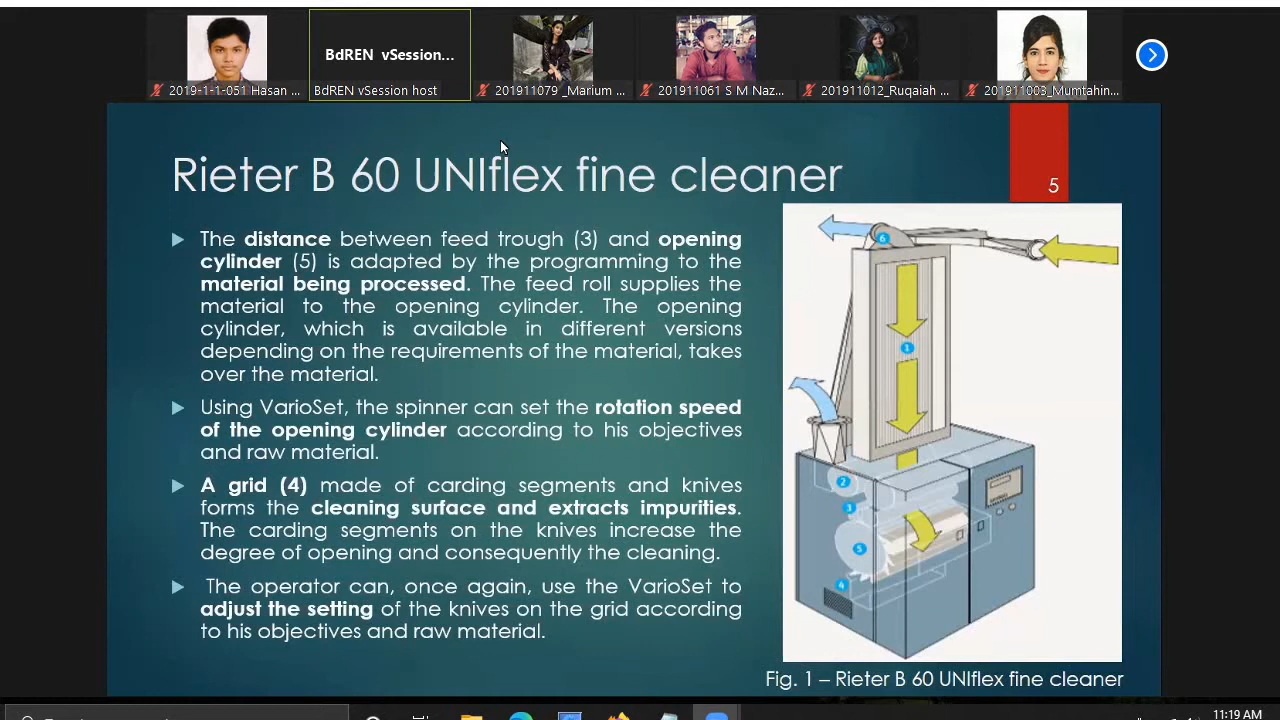 BdREN vSession...
2019-1-1-051 Hasan ...
BdREN vSession host
201911079 _Marium ...
201911061 S M Naz...
201911012_Ruqaiah ...
201911003_Mumtahin...
Rieter B 60 UNIflex fine cleaner
5
The distance between feed trough (3) and opening
cylinder (5) is adapted by the programming to the
material being processed. The feed roll supplies the
material to the opening cylinder. The opening
cylinder, which is available in different versions
depending on the requirements of the material, takes
over the material.
Using VarioSet, the spinner can set the rotation speed
of the opening cylinder according to his objectives
and raw material.
A grid (4) made of carding segments and knives
forms the cleaning surface and extracts impurities.
The carding segments on the knives increase the
degree of opening and consequently the cleaning.
The operator can, once again, use the VarioSet to
adjust the setting of the knives on the grid according
to his objectives and raw material.
6
1
2
3
5
4
Fig. 1 – Rieter B 60 UNIflex fine cleaner
11:19 AM